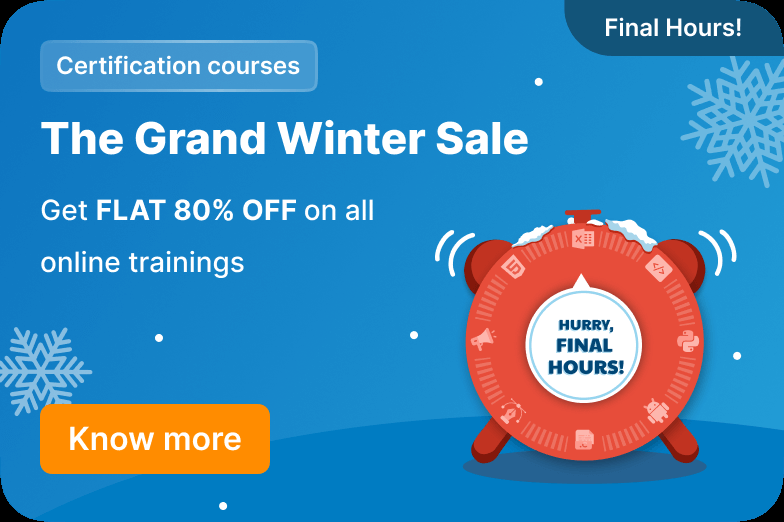 Final Hours!
Certification courses
The Grand Winter Sale
Get FLAT 80% OFF on all
online trainings
HURRY,
FINAL
HOURS!
Know more